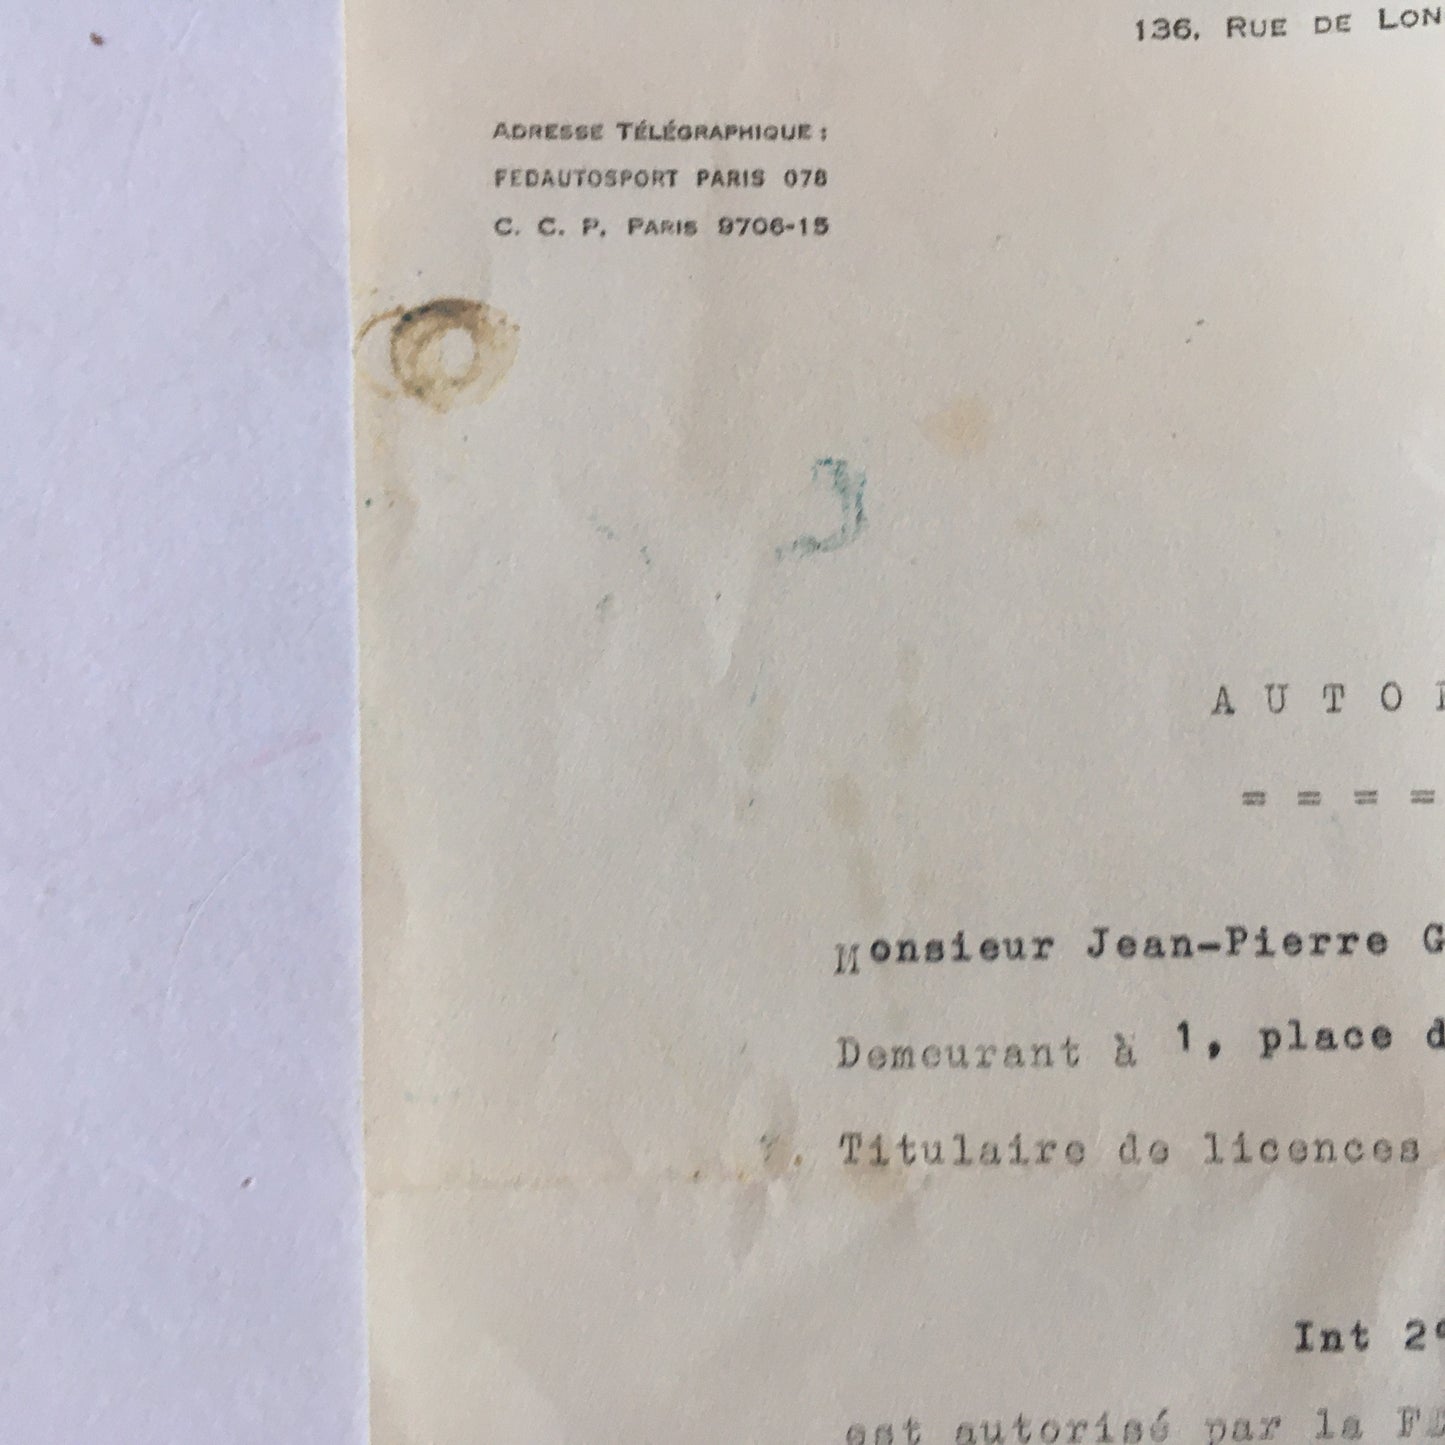 136, RUE DE LON
ADRESSE TÉLÉGRAPHIQUE :
FEDAUTOSPORT PARIS 078
C. C. P. PARIS 9706-15
A U T O
= = = =
Monsieur Jean-Pierre G
Demeurant à 1, place d
Titulaire de licences
Int 2
est autorisé par la F